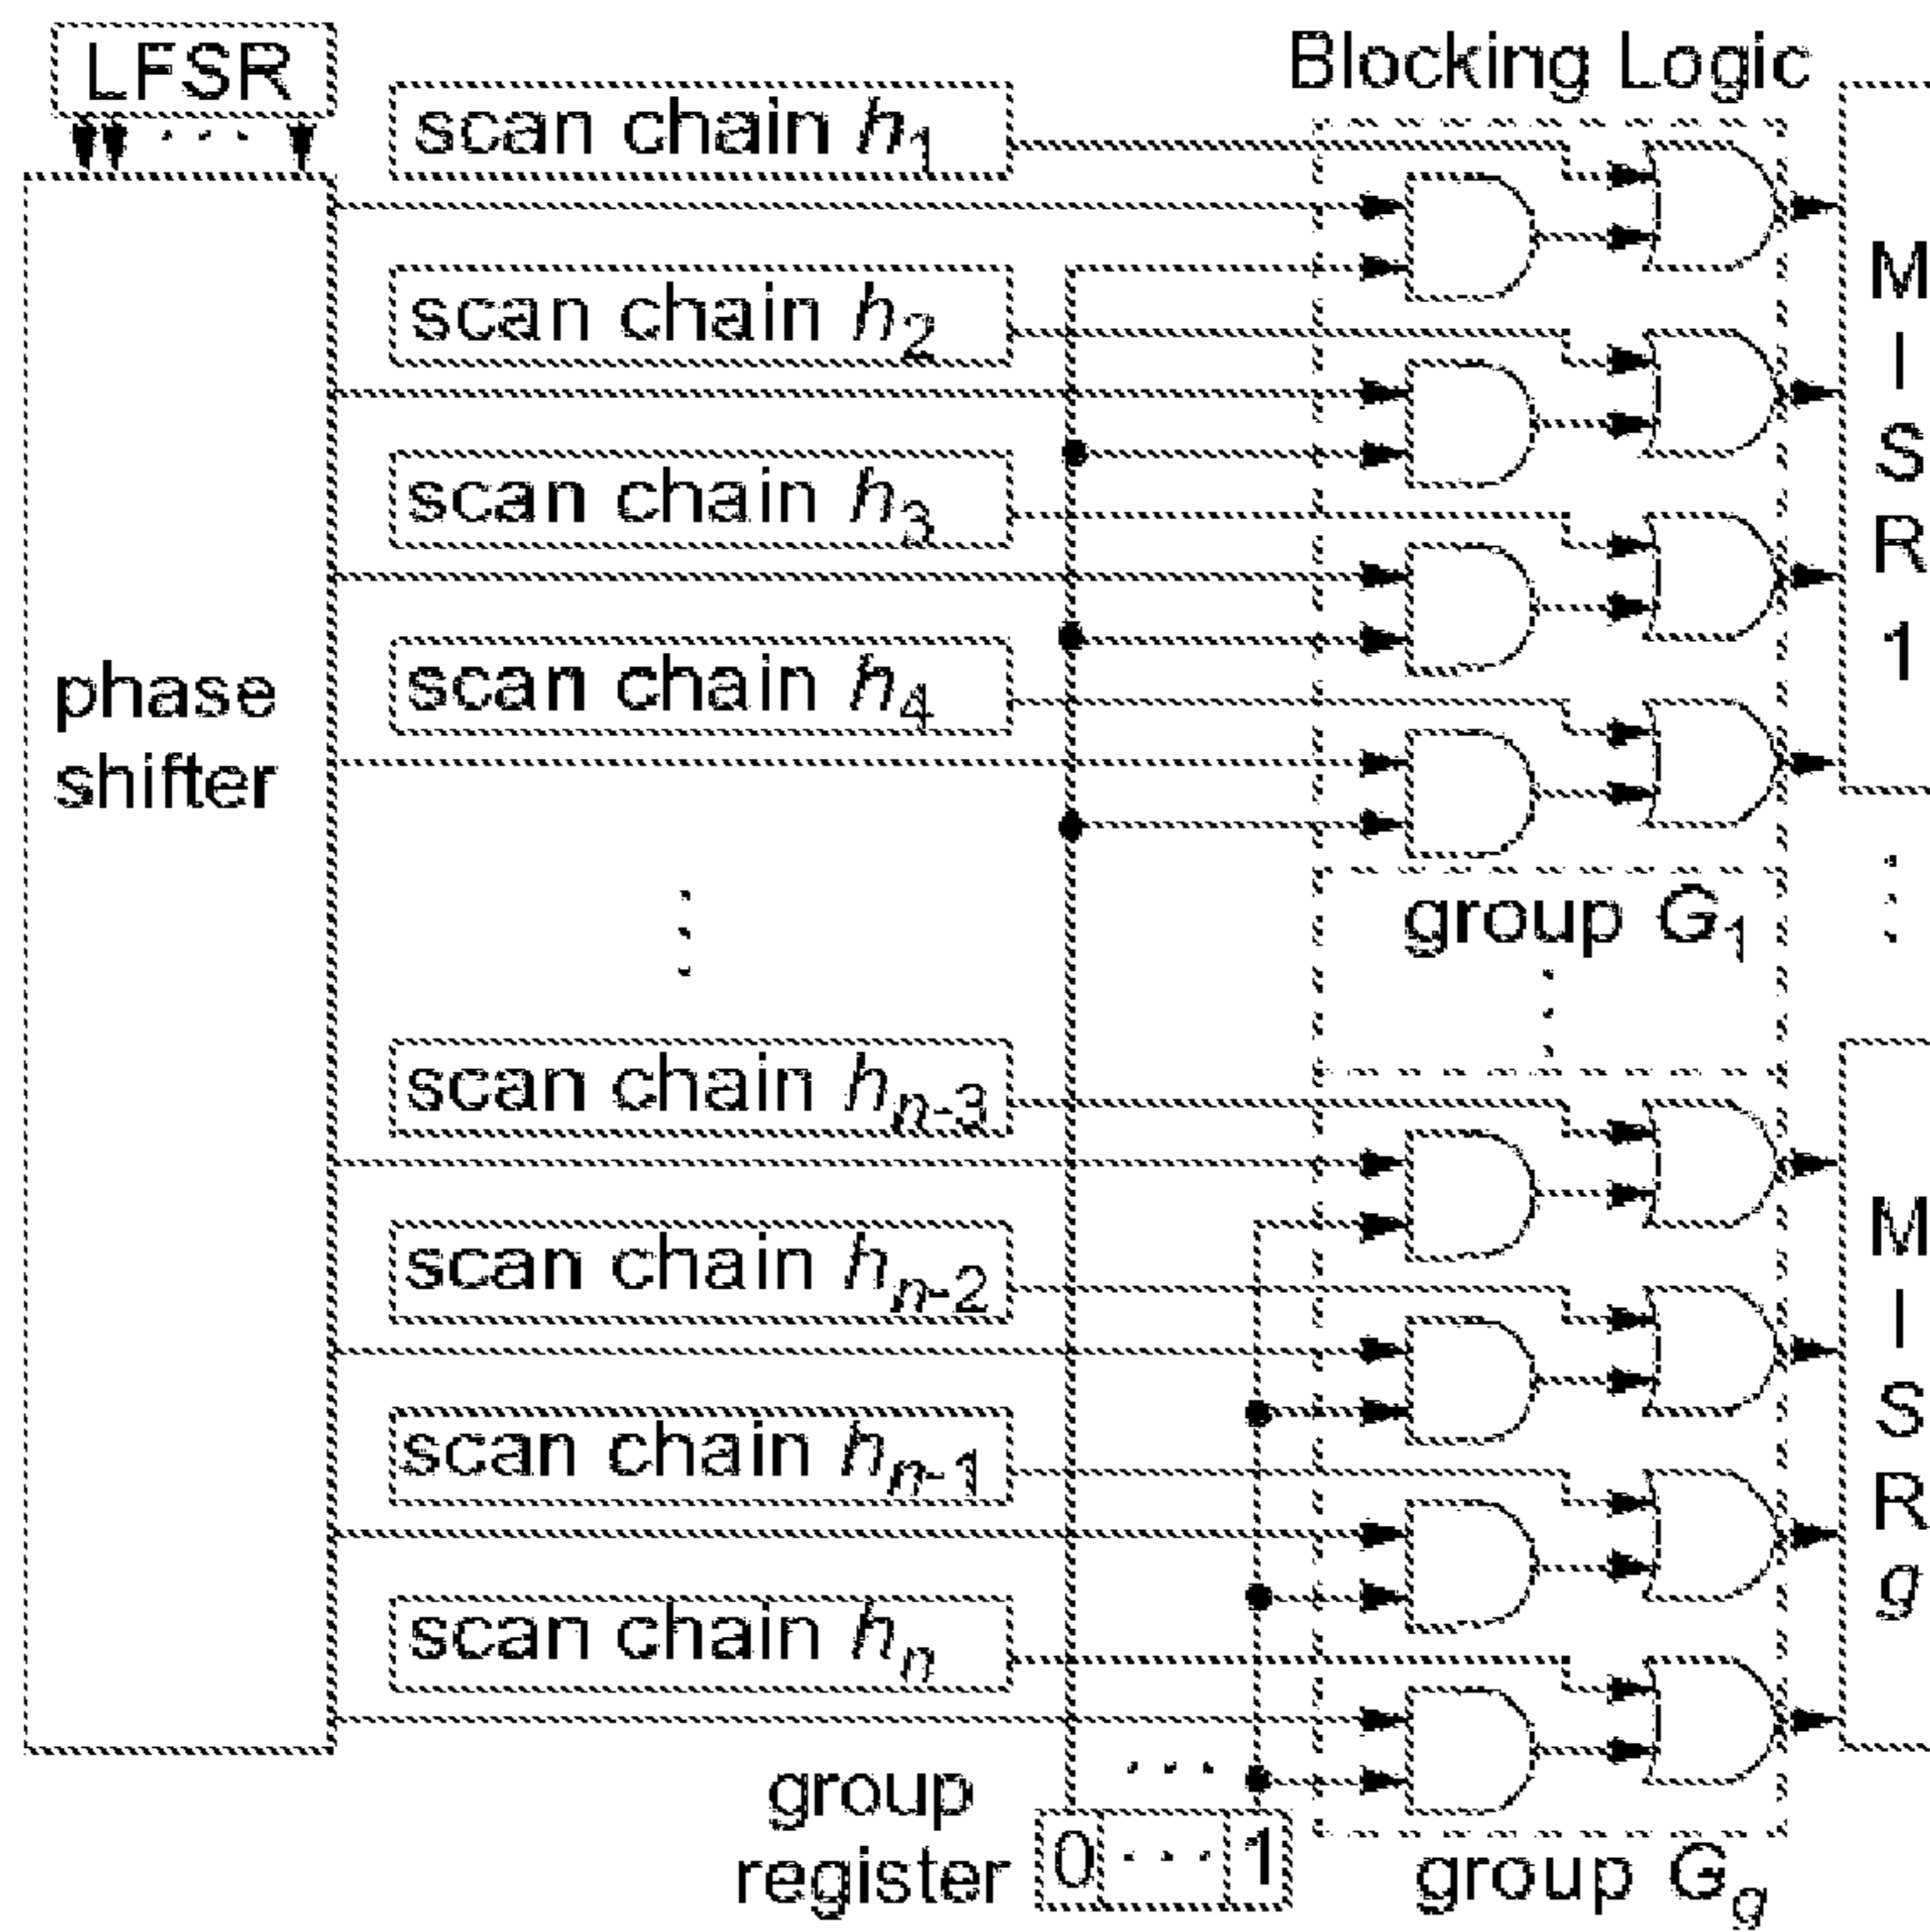 LFSR
Blocking Logic
scan chain h1
scan chain h2
scan chain h3
scan chain h4
phase
shifter
MISR1
group G1
scan chain hn-3
scan chain hn-2
scan chain hn-1
scan chain hn
MISRg
group
register
0 ··· 1
group Gg